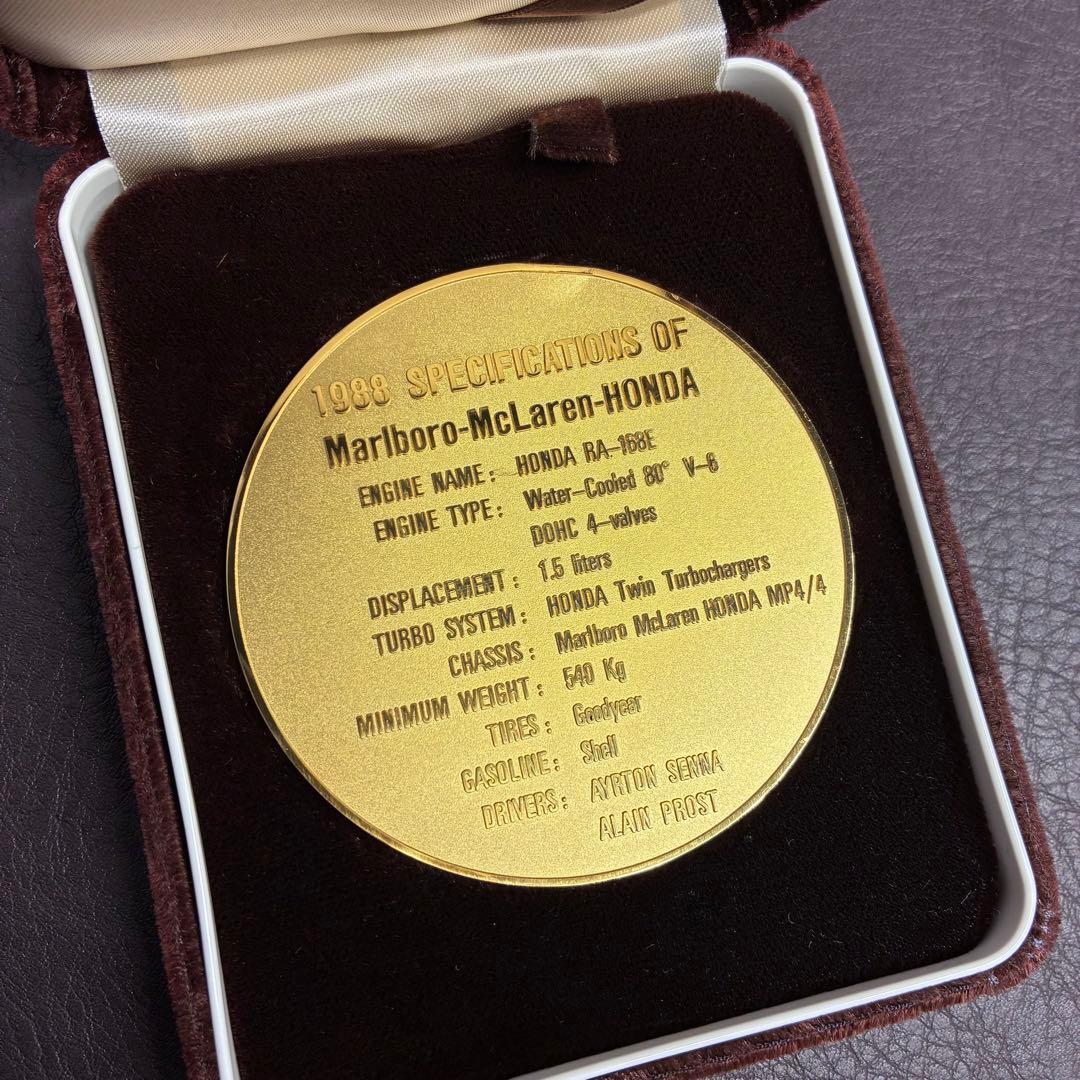 1988 SPECIFICATIONS OF
Marlboro-McLaren-HONDA
ENGINE NAME: HONDA RA-168E
ENGINE TYPE: Water-Cooled 80° V-6
DOHC 4-valves
DISPLACEMENT: 1.5 liters
TURBO SYSTEM: HONDA Twin Turbochargers
CHASSIS: Marlboro McLaren HONDA MP4/4
MINIMUM WEIGHT: 540 Kg
TIRES: Goodyear
GASOLINE: Shell
DRIVERS: AYRTON SENNA
ALAIN PROST